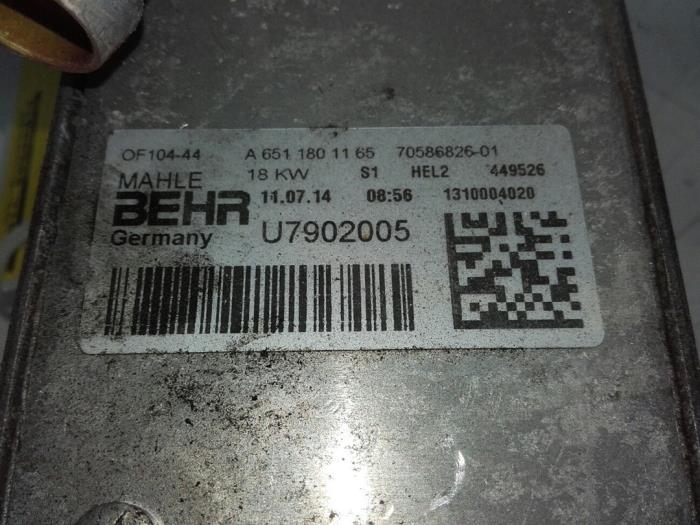 OF104-44 A 651 180 11 65 70586826-01
MAHLE 18 KW S1 HEL2 449526
BEHR 11.07.14 08:56 1310004020
Germany U7902005